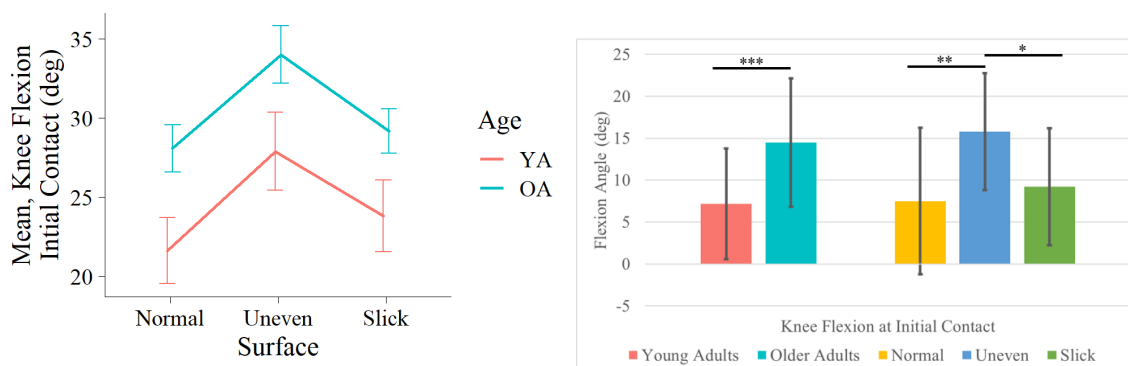 Mean, Knee Flexion
Intial Contact (deg)
35
30
25
20
Normal
Uneven
Slick
Surface
Age
YA
OA
Flexion Angle (deg)
25
20
15
10
5
0
-5
***
**
*
Knee Flexion at Initial Contact
Young Adults
Older Adults
Normal
Uneven
Slick